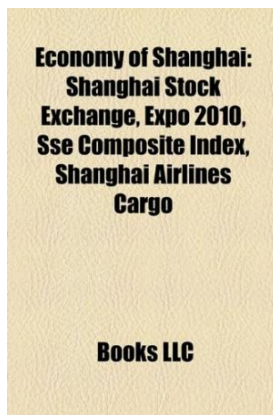 Economy of Shanghai:
Shanghai Stock
Exchange, Expo 2010,
Sse Composite Index,
Shanghai Airlines
Cargo
Books LLC